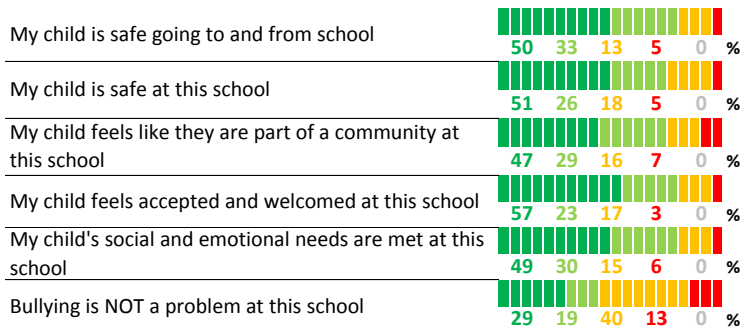 My child is safe going to and from school
50 33 13 5 0 %
My child is safe at this school
51 26 18 5 0 %
My child feels like they are part of a community at
this school
47 29 16 7 0 %
My child feels accepted and welcomed at this school
57 23 17 3 0 %
My child's social and emotional needs are met at this
school
49 30 15 6 0 %
Bullying is NOT a problem at this school
29 19 40 13 0 %